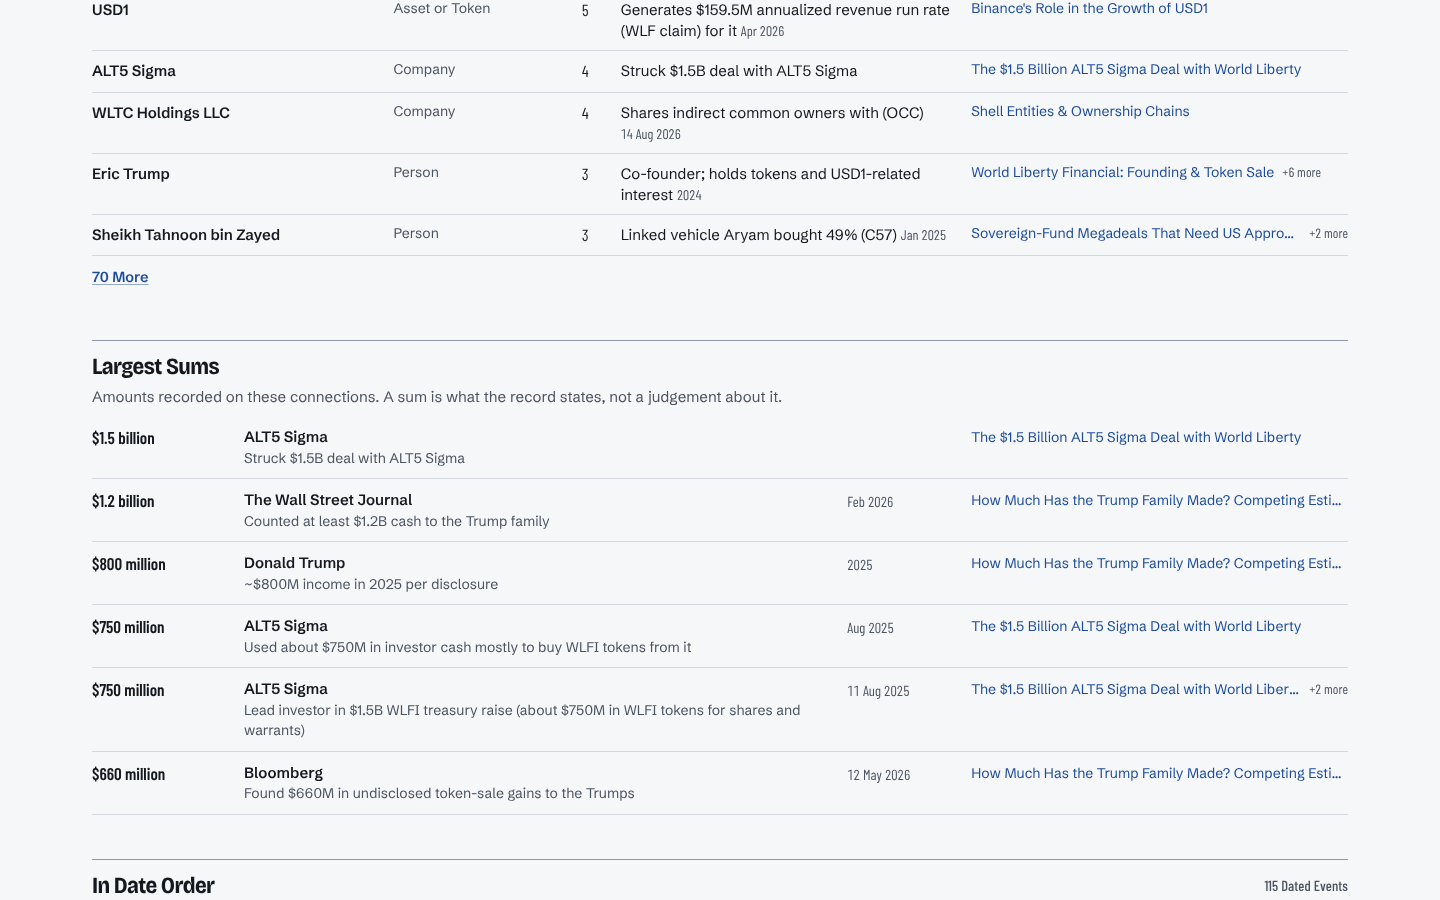 USD1 Asset or Token 5 Generates $159.5M annualized revenue run rate Binance's Role in the Growth of USD1
(WLF claim) for it Apr 2026
ALT5 Sigma Company 4 Struck $1.5B deal with ALT5 Sigma The $1.5 Billion ALT5 Sigma Deal with World Liberty
WLTC Holdings LLC Company 4 Shares indirect common owners with (OCC) Shell Entities & Ownership Chains
14 Aug 2026
Eric Trump Person 3 Co-founder; holds tokens and USD1-related World Liberty Financial: Founding & Token Sale +6 more
interest 2024
Sheikh Tahnoon bin Zayed Person 3 Linked vehicle Aryam bought 49% (C57) Jan 2025 Sovereign-Fund Megadeals That Need US Appro... +2 more
70 More
Largest Sums
Amounts recorded on these connections. A sum is what the record states, not a judgement about it.
$1.5 billion ALT5 Sigma The $1.5 Billion ALT5 Sigma Deal with World Liberty
Struck $1.5B deal with ALT5 Sigma
$1.2 billion The Wall Street Journal Feb 2026 How Much Has the Trump Family Made? Competing Esti...
Counted at least $1.2B cash to the Trump family
$800 million Donald Trump 2025 How Much Has the Trump Family Made? Competing Esti...
~$800M income in 2025 per disclosure
$750 million ALT5 Sigma Aug 2025 The $1.5 Billion ALT5 Sigma Deal with World Liberty
Used about $750M in investor cash mostly to buy WLFI tokens from it
$750 million ALT5 Sigma 11 Aug 2025 The $1.5 Billion ALT5 Sigma Deal with World Liber... +2 more
Lead investor in $1.5B WLFI treasury raise (about $750M in WLFI tokens for shares and
warrants)
$660 million Bloomberg 12 May 2026 How Much Has the Trump Family Made? Competing Esti...
Found $660M in undisclosed token-sale gains to the Trumps
In Date Order 115 Dated Events